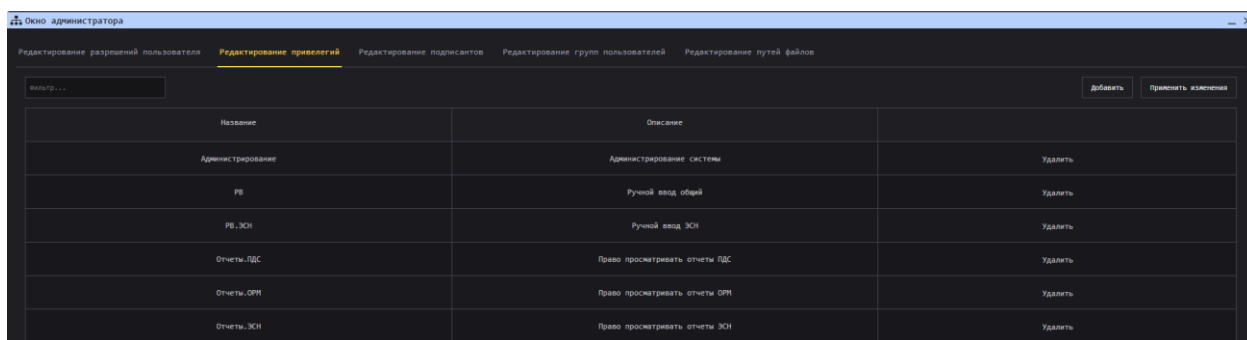 Окно администратора
Редактирование разрешений пользователя Редактирование привелегий Редактирование подписантов Редактирование групп пользователей Редактирование путей файлов
Фильтр... Добавить Применить изменения
Название Описание
Администрирование Администрирование системы Удалить
РВ Ручной ввод общий Удалить
РВ.ЭСН Ручной ввод ЭСН Удалить
Отчеты.ПДС Право просматривать отчеты ПДС Удалить
Отчеты.ОРМ Право просматривать отчеты ОРМ Удалить
Отчеты.ЭСН Право просматривать отчеты ЭСН Удалить